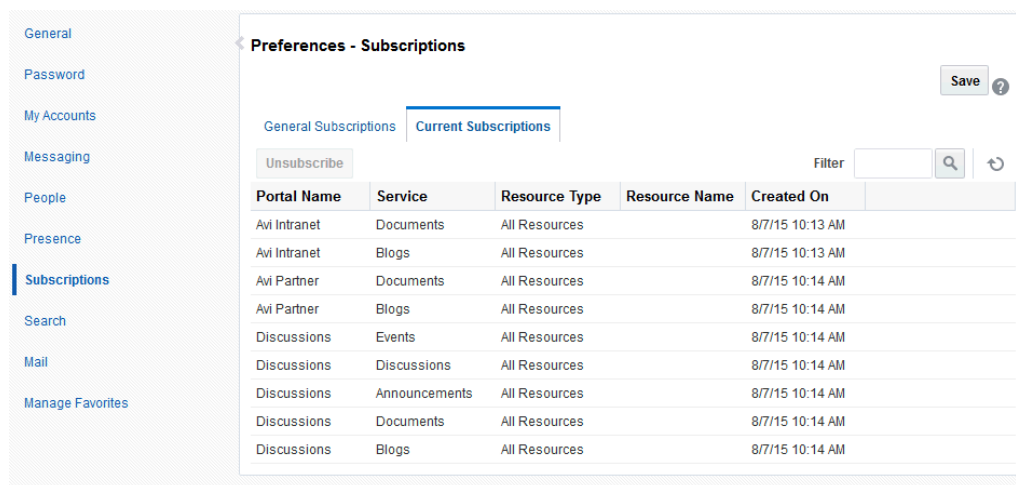 General
Password
My Accounts
Messaging
People
Presence
Subscriptions
Search
Mail
Manage Favorites
Preferences - Subscriptions
Save
General Subscriptions Current Subscriptions
Unsubscribe Filter
Portal Name Service Resource Type Resource Name Created On
Avi Intranet Documents All Resources 8/7/15 10:13 AM
Avi Intranet Blogs All Resources 8/7/15 10:13 AM
Avi Partner Documents All Resources 8/7/15 10:14 AM
Avi Partner Blogs All Resources 8/7/15 10:14 AM
Discussions Events All Resources 8/7/15 10:14 AM
Discussions Discussions All Resources 8/7/15 10:14 AM
Discussions Announcements All Resources 8/7/15 10:14 AM
Discussions Documents All Resources 8/7/15 10:14 AM
Discussions Blogs All Resources 8/7/15 10:14 AM